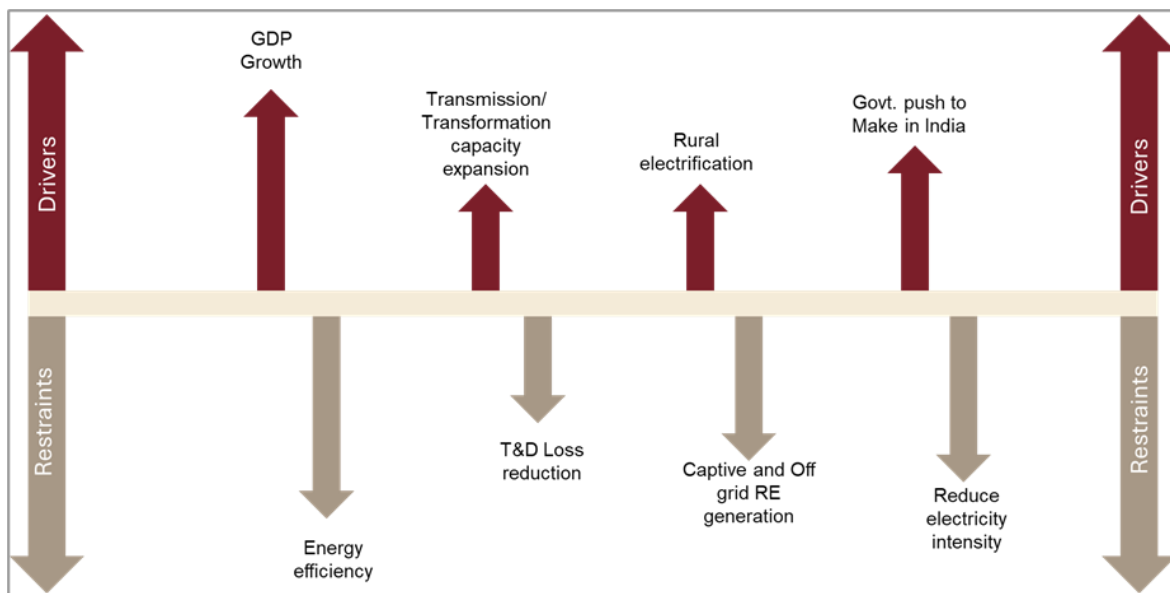 Drivers
GDP
Growth
Transmission/
Transformation
capacity
expansion
Rural
electrification
Govt. push to
Make in India
Drivers
Restraints
Energy
efficiency
T&D Loss
reduction
Captive and Off
grid RE
generation
Reduce
electricity
intensity
Restraints